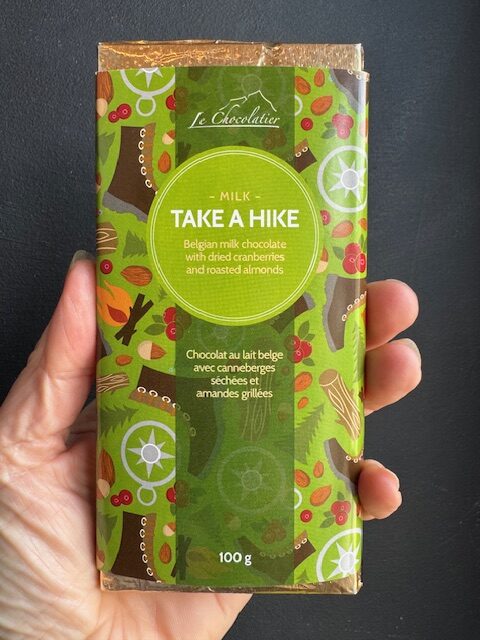 Le Chocolatier
- MILK -
TAKE A HIKE
Belgian milk chocolate
with dried cranberries
and roasted almonds
Chocolat au lait belge
avec canneberges
séchées et
amandes grillées
100 g